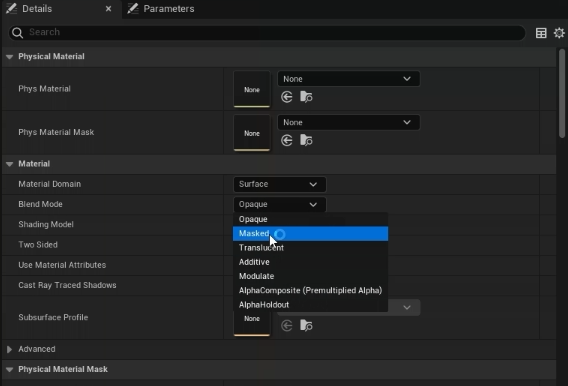 Details
Parameters
Search
Physical Material
Phys Material
None
None
Phys Material Mask
None
None
Material
Material Domain
Surface
Blend Mode
Opaque
Shading Model
Opaque
Two Sided
Masked
Translucent
Use Material Attributes
Additive
Modulate
Cast Ray Traced Shadows
AlphaComposite (Premultiplied Alpha)
AlphaHoldout
Subsurface Profile
None
Advanced
Physical Material Mask